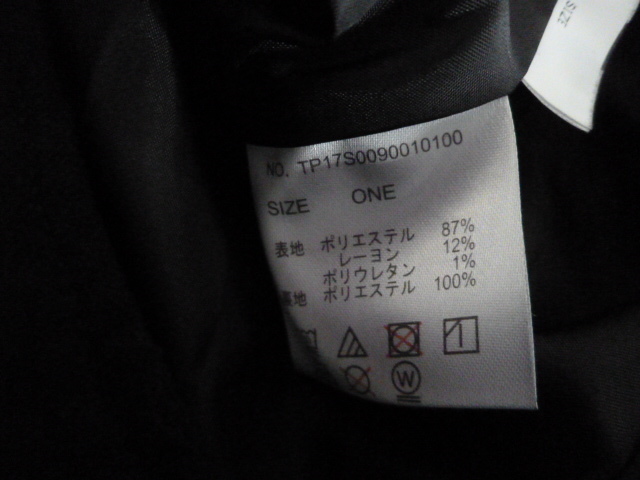 NO. TP17S0090010100
SIZE ONE
表地 ポリエステル 87%
レーヨン 12%
ポリウレタン 1%
地 ポリエステル 100%
W